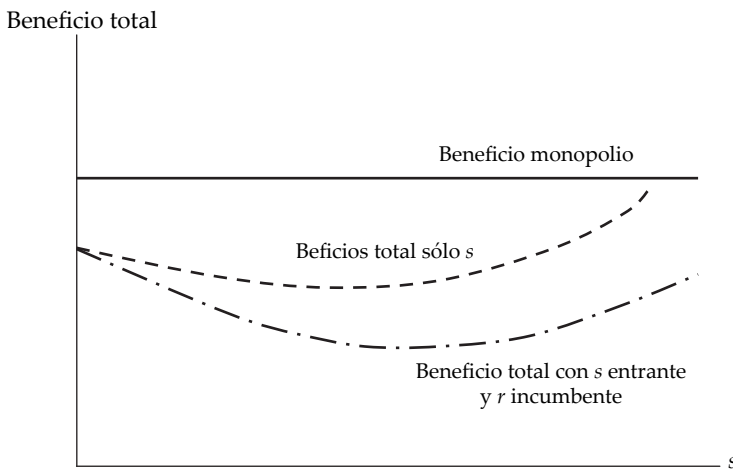 Beneficio total
Beneficio monopolio
Beficios total sólo s
Beneficio total con s entrante
y r incumbente
s